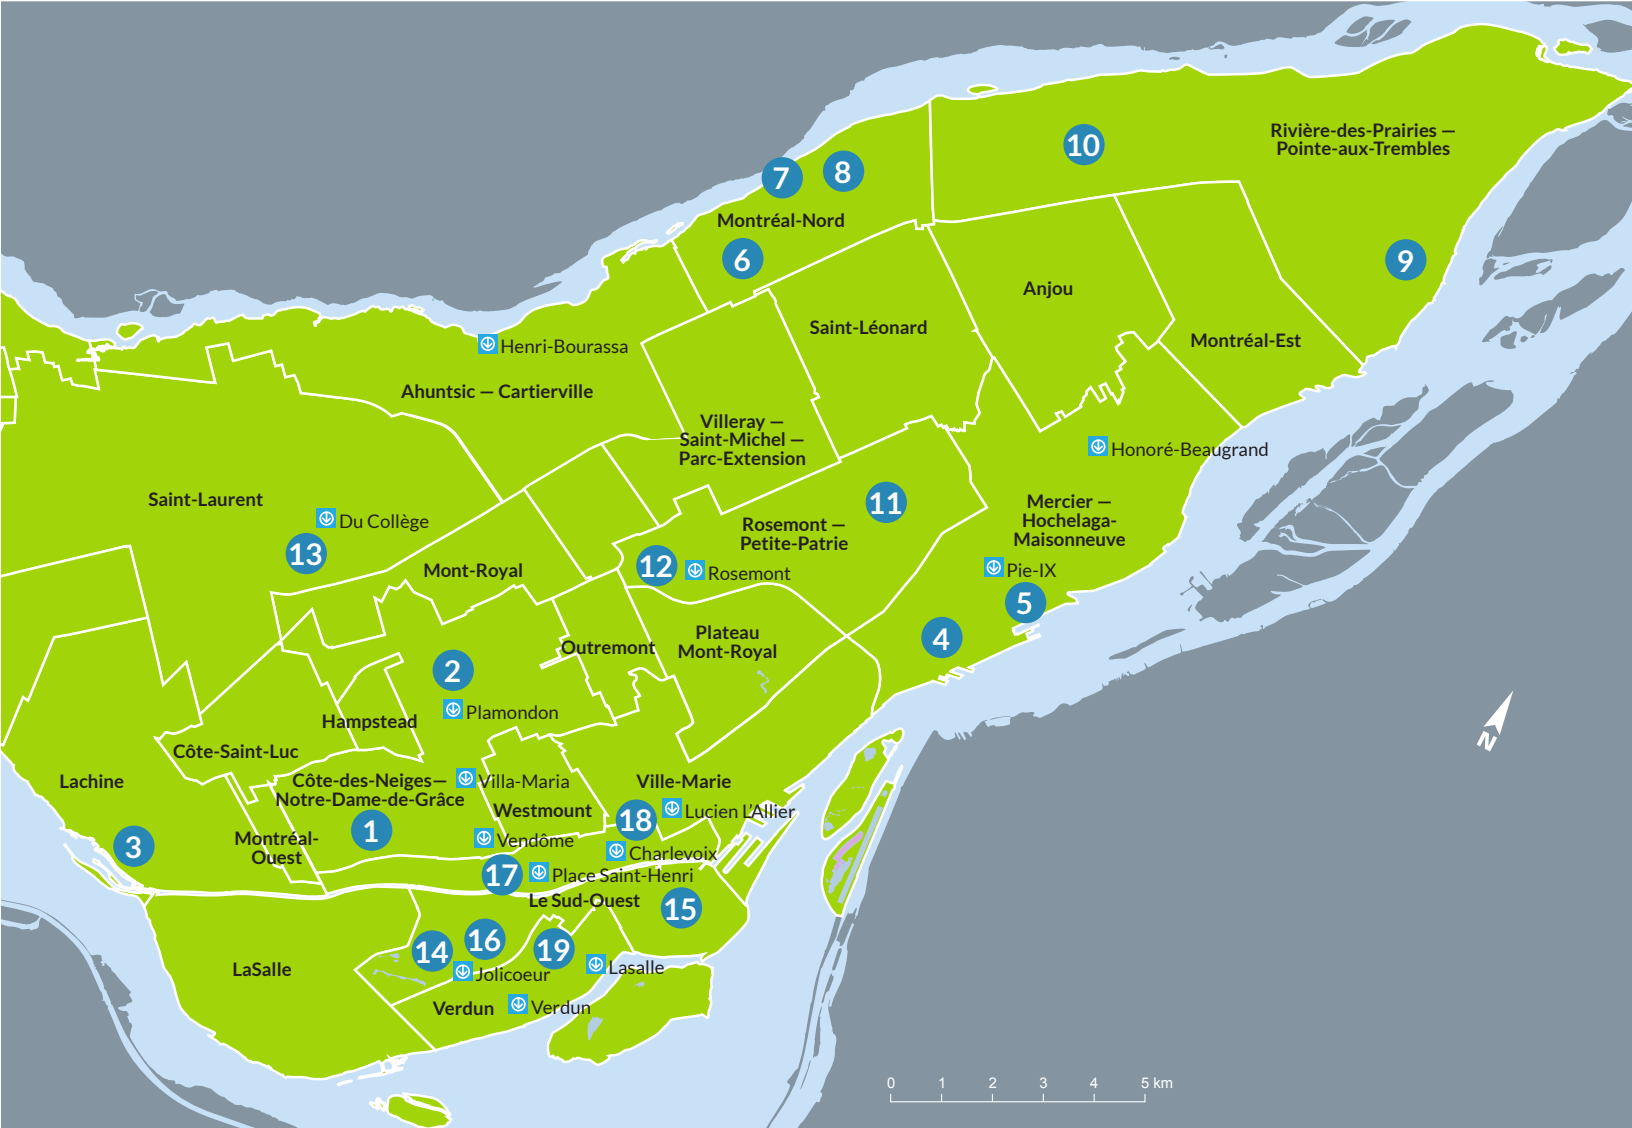 Rivière-des-Prairies —
Pointe-aux-Trembles
10
7
8
Montréal-Nord
6
9
Anjou
Saint-Léonard
Montréal-Est
Henri-Bourassa
Ahuntsic — Cartierville
Villeray —
Saint-Michel —
Parc-Extension
Honoré-Beaugrand
Saint-Laurent
Du Collège
13
11
Mercier —
Hochelaga-
Maisonneuve
Rosemont —
Petite-Patrie
Mont-Royal
12
Rosemont
Pie-IX
5
4
Plateau
Mont-Royal
Outremont
2
Plamondon
Hampstead
Côte-Saint-Luc
N
Lachine
Côte-des-Neiges—
Notre-Dame-de-Grâce
Villa-Maria
Ville-Marie
Westmount
Lucien L'Allier
1
18
3
Montréal-
Ouest
Vendôme
Charlevoix
17
Place Saint-Henri
Le Sud-Ouest
15
14
16
19
LaSalle
Jolicoeur
Lasalle
Verdun
Verdun
0 1 2 3 4 5 km